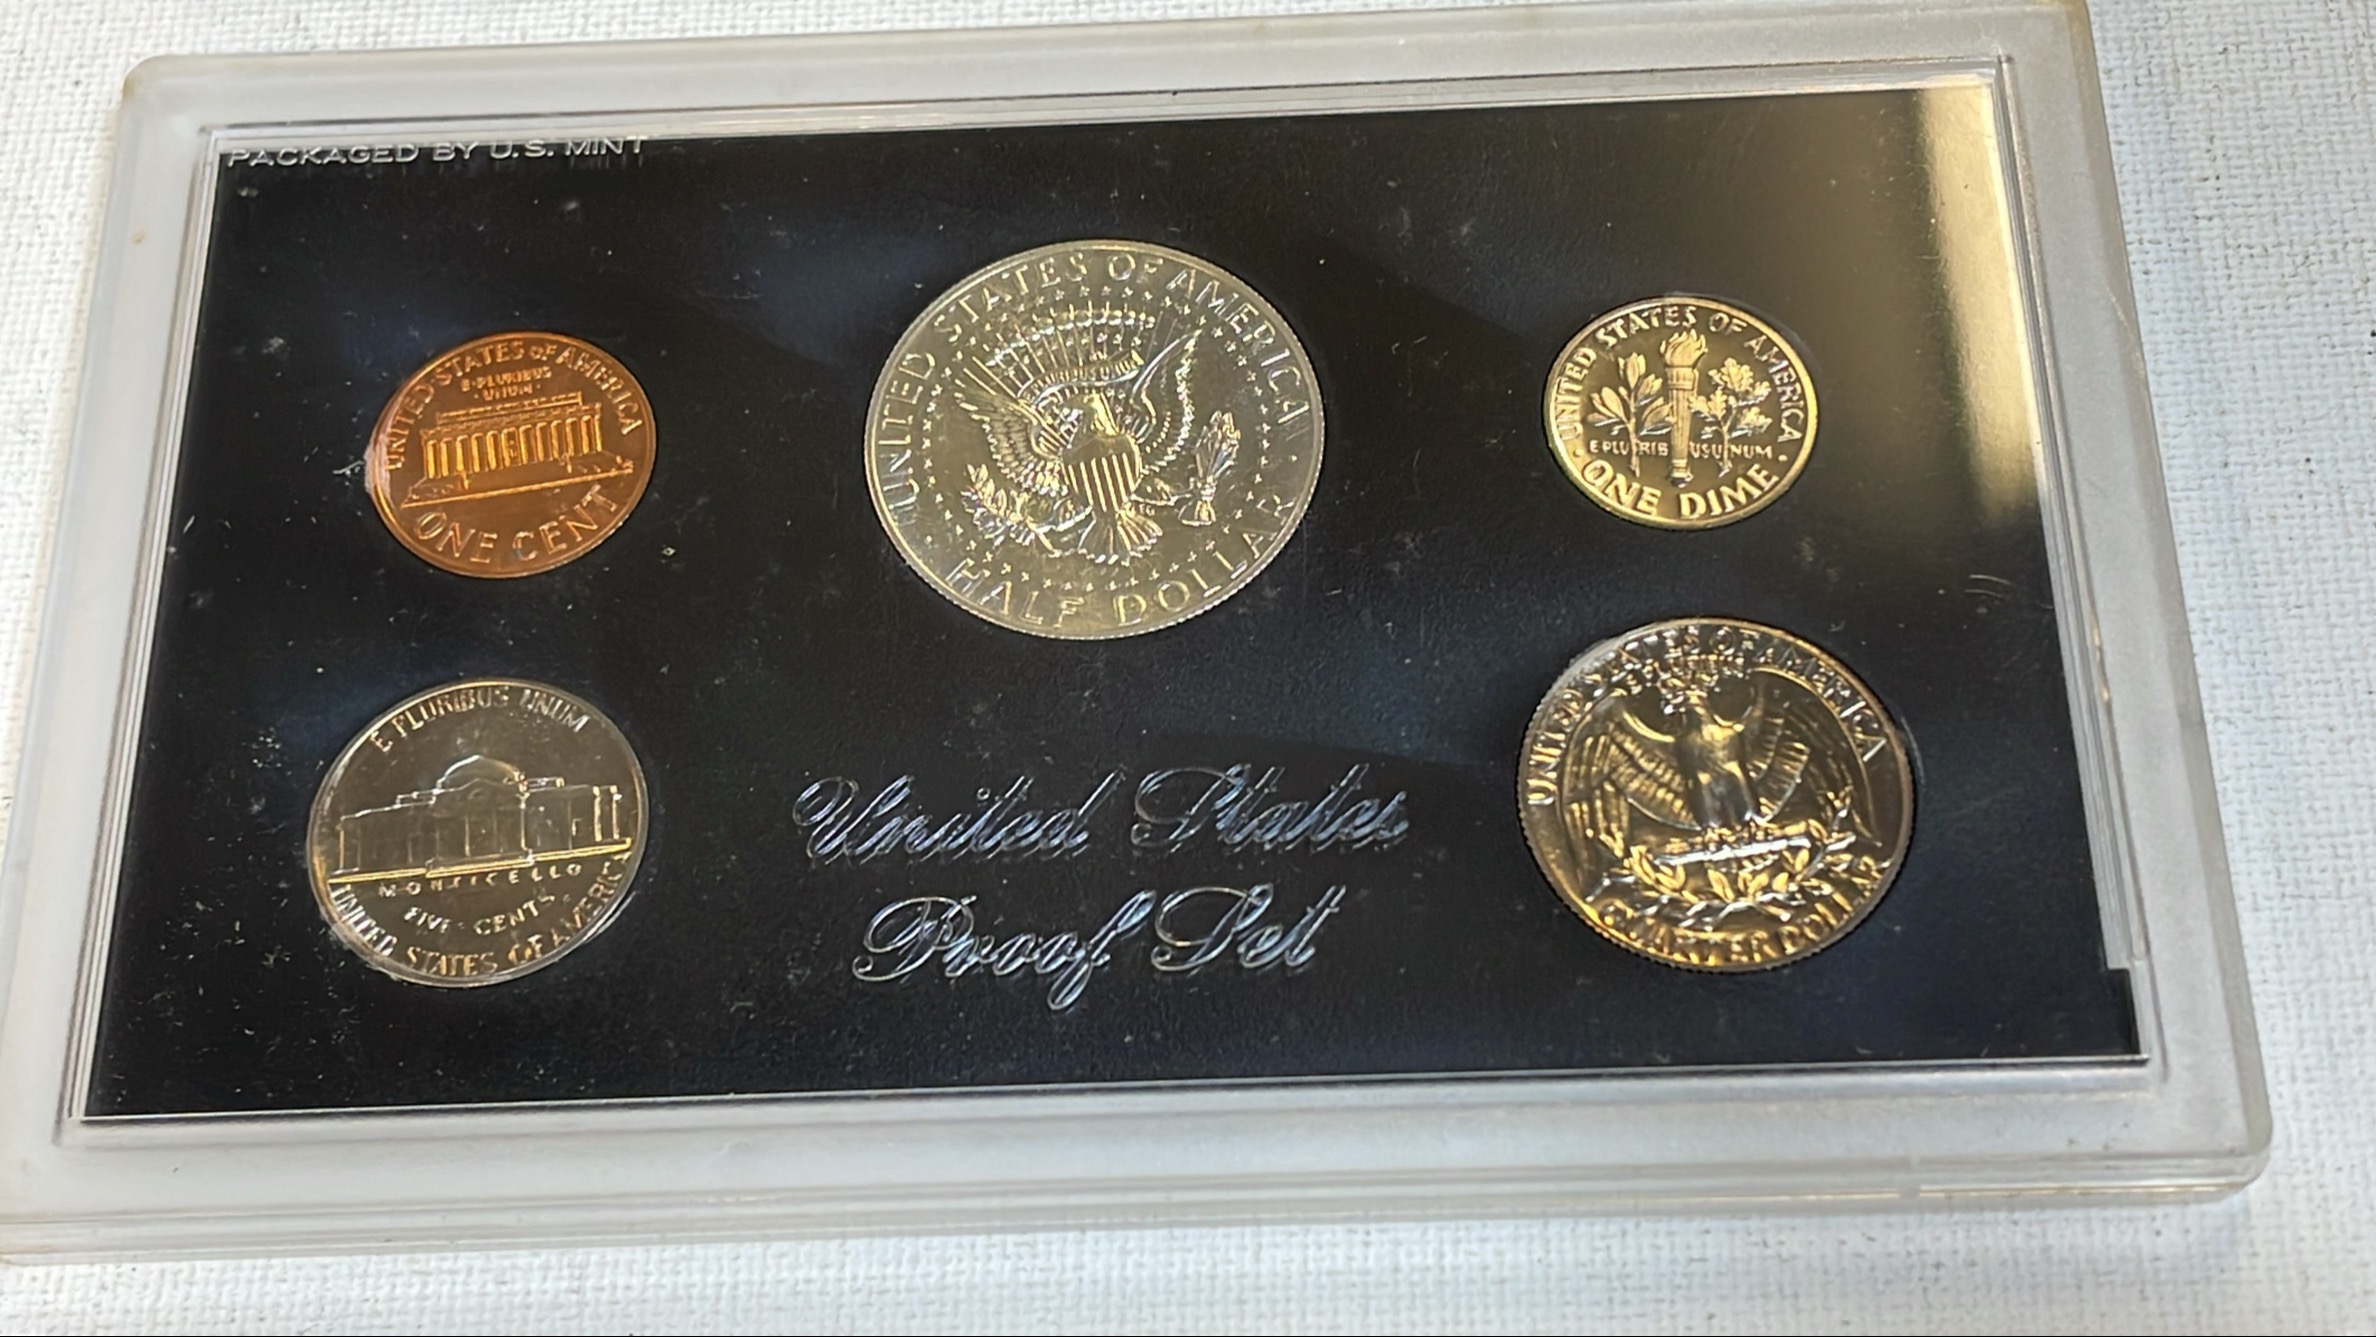 PACKAGED BY U.S. MINT
UNITED STATES OF AMERICA
E·PLURIBUS
·UNUM·
ONE CENT
UNITED STATES OF AMERICA
HALF DOLLAR
UNITED STATES OF AMERICA
E PLURIBUS UNUM
·ONE DIME·
E PLURIBUS UNUM
MONTICELLO
FIVE CENTS
UNITED STATES OF AMERICA
UNITED STATES OF AMERICA
E PLURIBUS
QUARTER DOLLAR
United States
Proof Set